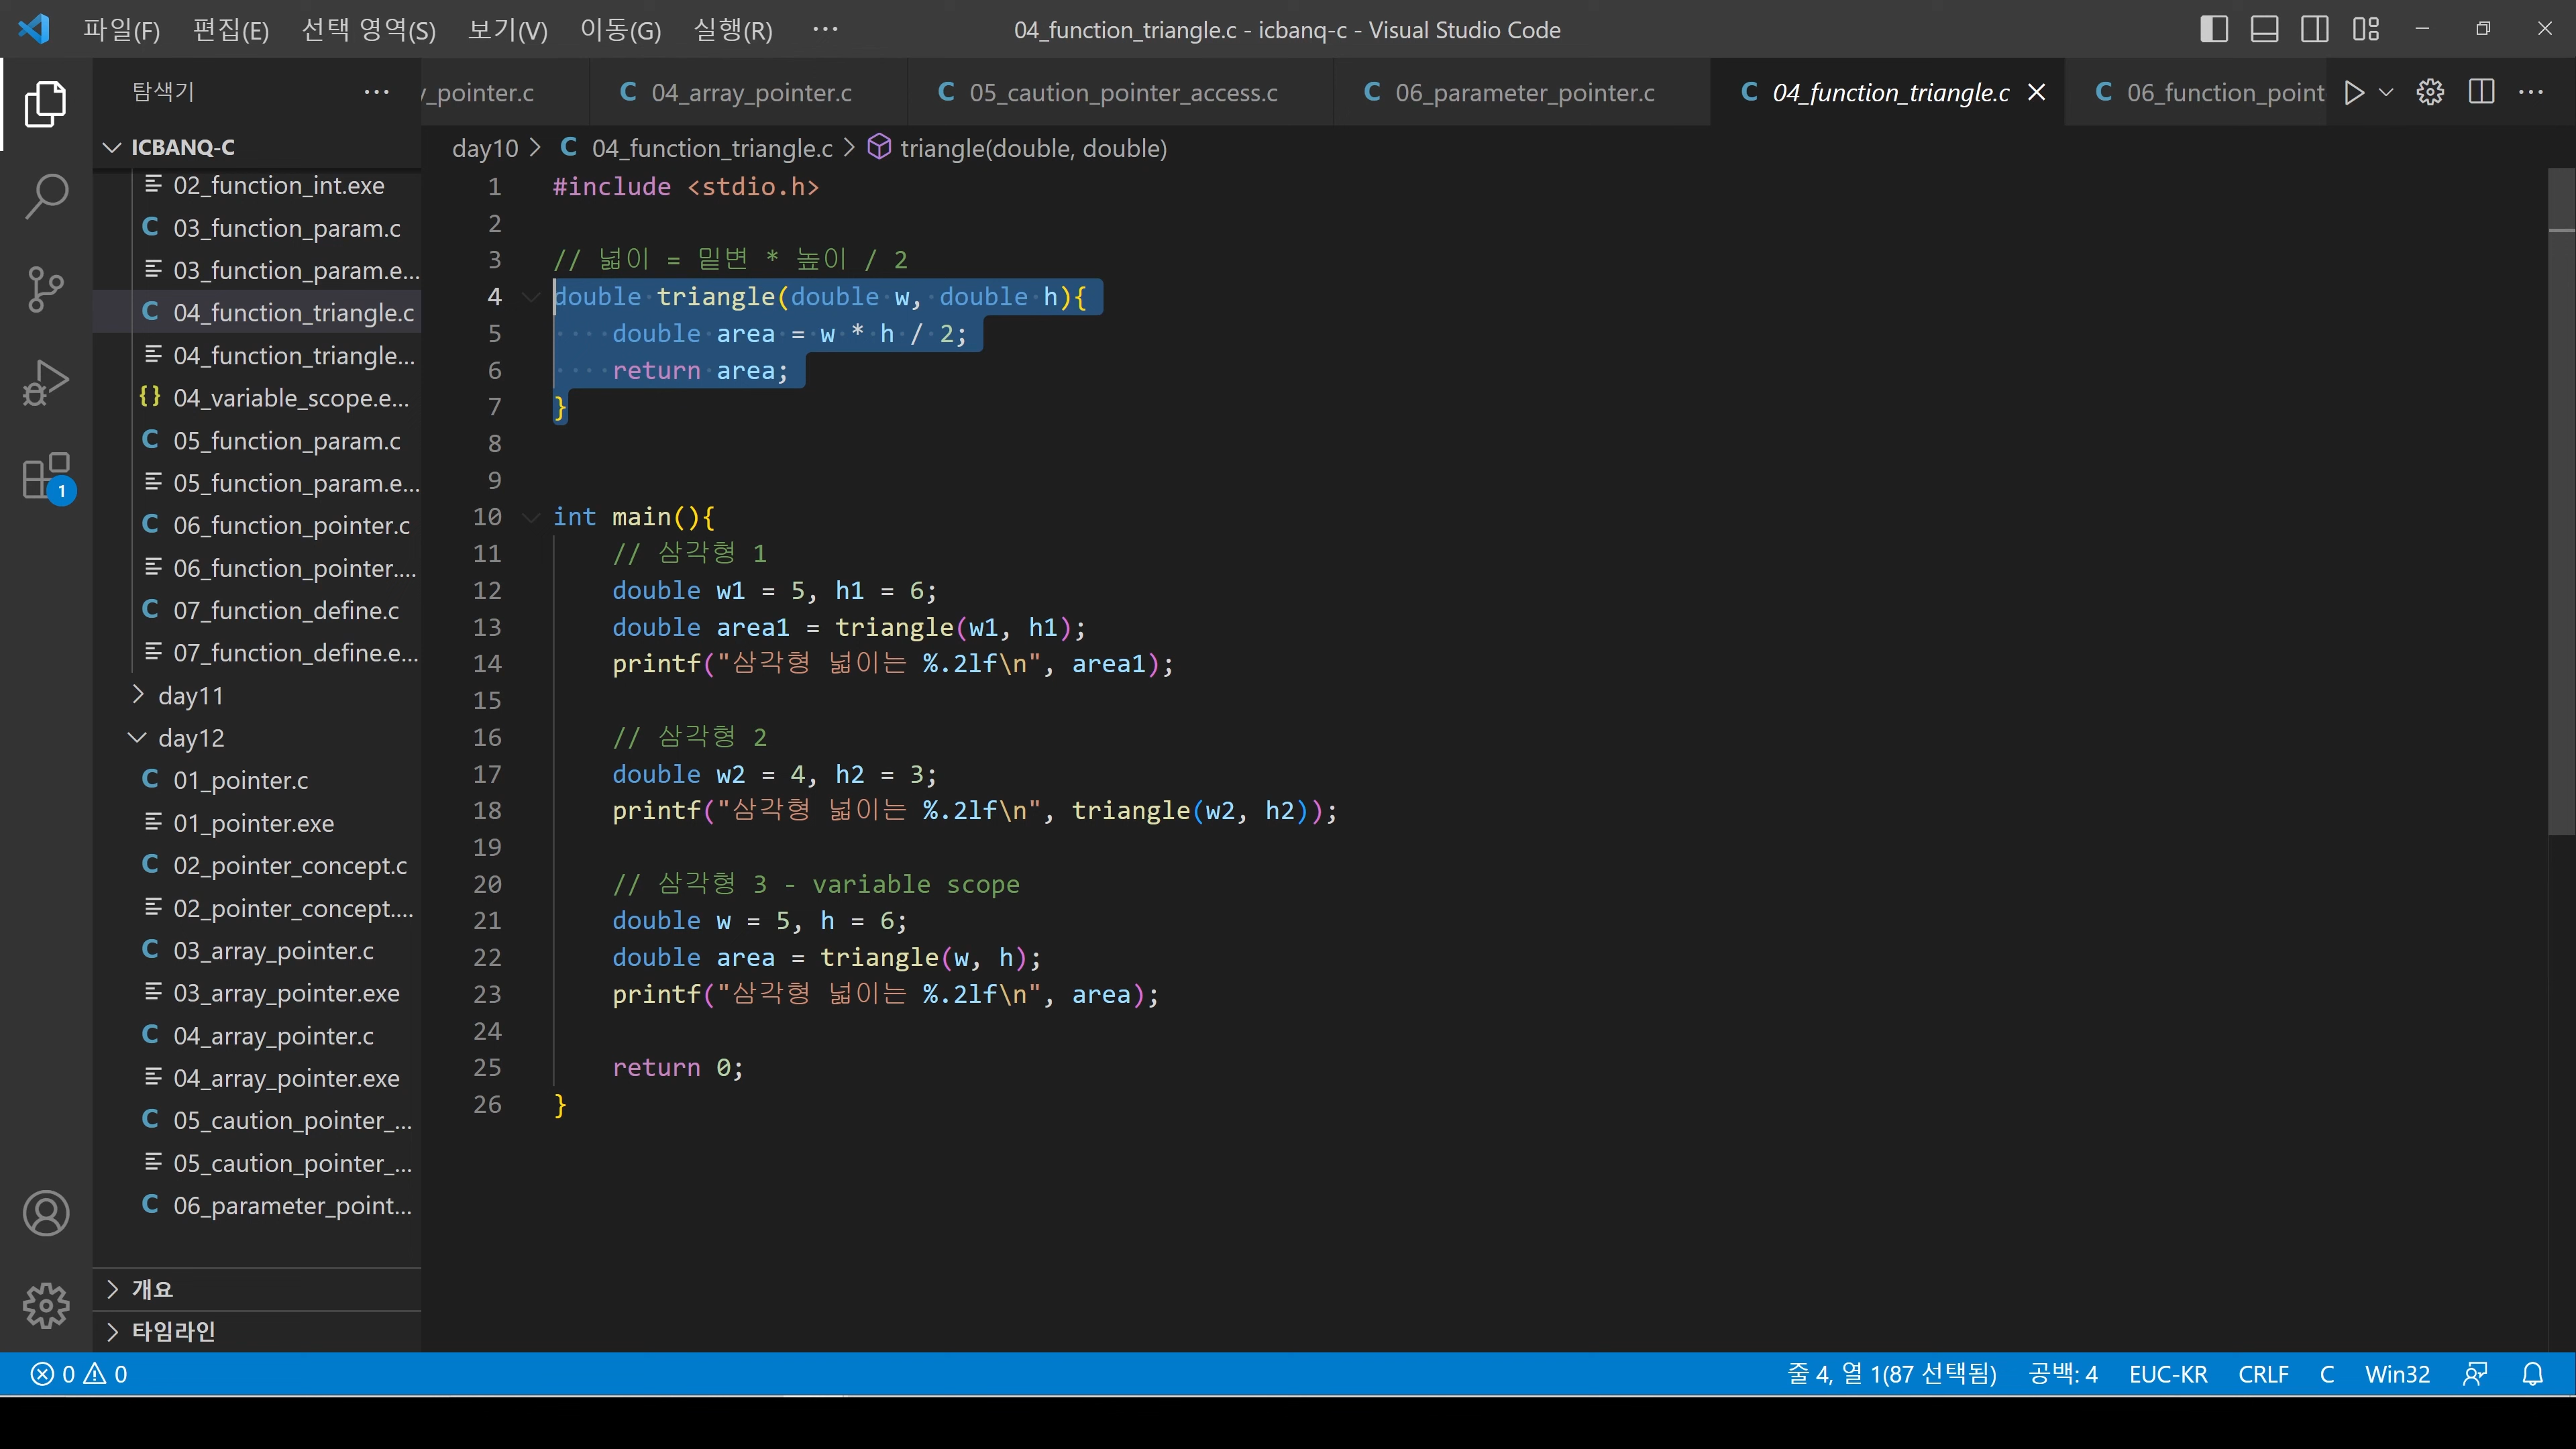 파일(F) 편집(E) 선택 영역(S) 보기(V) 이동(G) 실행(R) ··· 04_function_triangle.c - icbanq-c - Visual Studio Code
탐색기 ···
_pointer.c 04_array_pointer.c 05_caution_pointer_access.c 06_parameter_pointer.c 04_function_triangle.c 06_function_point
ICBANQ-C
02_function_int.exe
03_function_param.c
03_function_param.e...
04_function_triangle.c
04_function_triangle...
04_variable_scope.e...
05_function_param.c
05_function_param.e...
06_function_pointer.c
06_function_pointer....
07_function_define.c
07_function_define.e...
day11
day12
01_pointer.c
01_pointer.exe
02_pointer_concept.c
02_pointer_concept....
03_array_pointer.c
03_array_pointer.exe
04_array_pointer.c
04_array_pointer.exe
05_caution_pointer_...
05_caution_pointer_...
06_parameter_point...
개요
타임라인
1
day10 > C 04_function_triangle.c > triangle(double, double)
1 #include <stdio.h>
2
3 // 넓이 = 밑변 * 높이 / 2
4 double triangle(double w, double h){
5 double area = w * h / 2;
6 return area;
7 }
8
9
10 int main(){
11 // 삼각형 1
12 double w1 = 5, h1 = 6;
13 double area1 = triangle(w1, h1);
14 printf("삼각형 넓이는 %.2lf\n", area1);
15
16 // 삼각형 2
17 double w2 = 4, h2 = 3;
18 printf("삼각형 넓이는 %.2lf\n", triangle(w2, h2));
19
20 // 삼각형 3 - variable scope
21 double w = 5, h = 6;
22 double area = triangle(w, h);
23 printf("삼각형 넓이는 %.2lf\n", area);
24
25 return 0;
26 }
0 0 줄 4, 열 1(87 선택됨) 공백: 4 EUC-KR CRLF C Win32